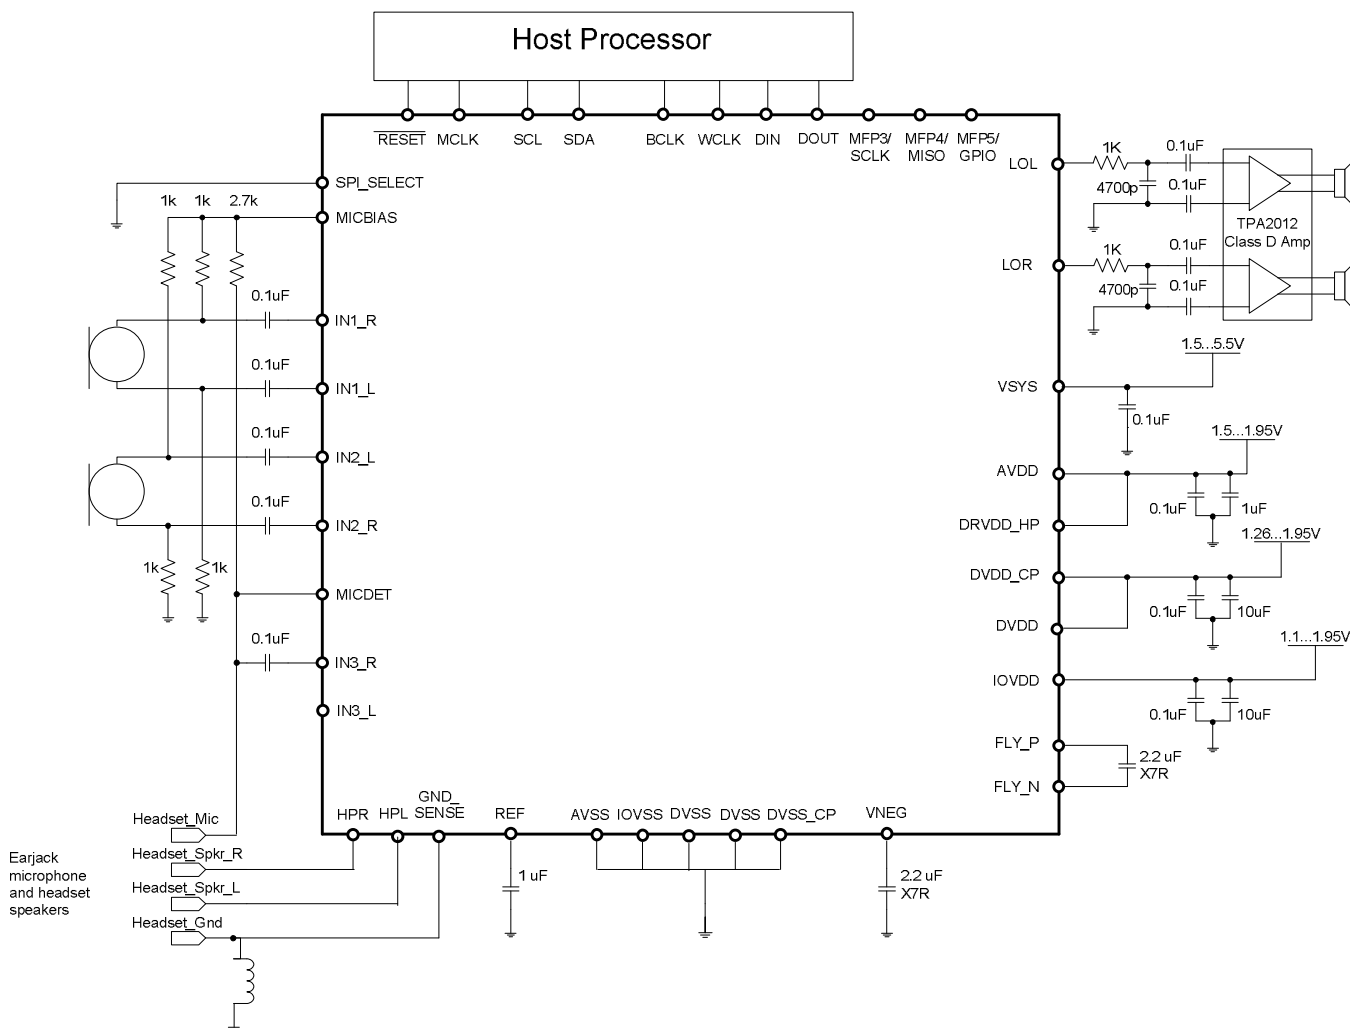 Host Processor
RESET MCLK SCL SDA BCLK WCLK DIN DOUT MFP3/ MFP4/ MFP5/
SCLK MISO GPIO
SPI_SELECT
1k 1k 2.7k
MICBIAS
0.1uF
IN1_R
0.1uF
IN1_L
0.1uF
IN2_L
0.1uF
IN2_R
1k 1k
MICDET
0.1uF
IN3_R
IN3_L
LOL
1K
0.1uF
4700p
0.1uF
TPA2012
Class D Amp
LOR
1K
0.1uF
4700p
0.1uF
1.5...5.5V
VSYS
0.1uF
1.5...1.95V
AVDD
0.1uF 1uF
DRVDD_HP
1.26...1.95V
DVDD_CP
0.1uF 10uF
DVDD
1.1...1.95V
IOVDD
0.1uF 10uF
FLY_P
2.2 uF
X7R
FLY_N
HPR HPL GND_
SENSE
REF
AVSS IOVSS DVSS DVSS DVSS_CP
VNEG
1 uF
2.2 uF
X7R
Headset_Mic
Headset_Spkr_R
Headset_Spkr_L
Headset_Gnd
Earjack
microphone
and headset
speakers